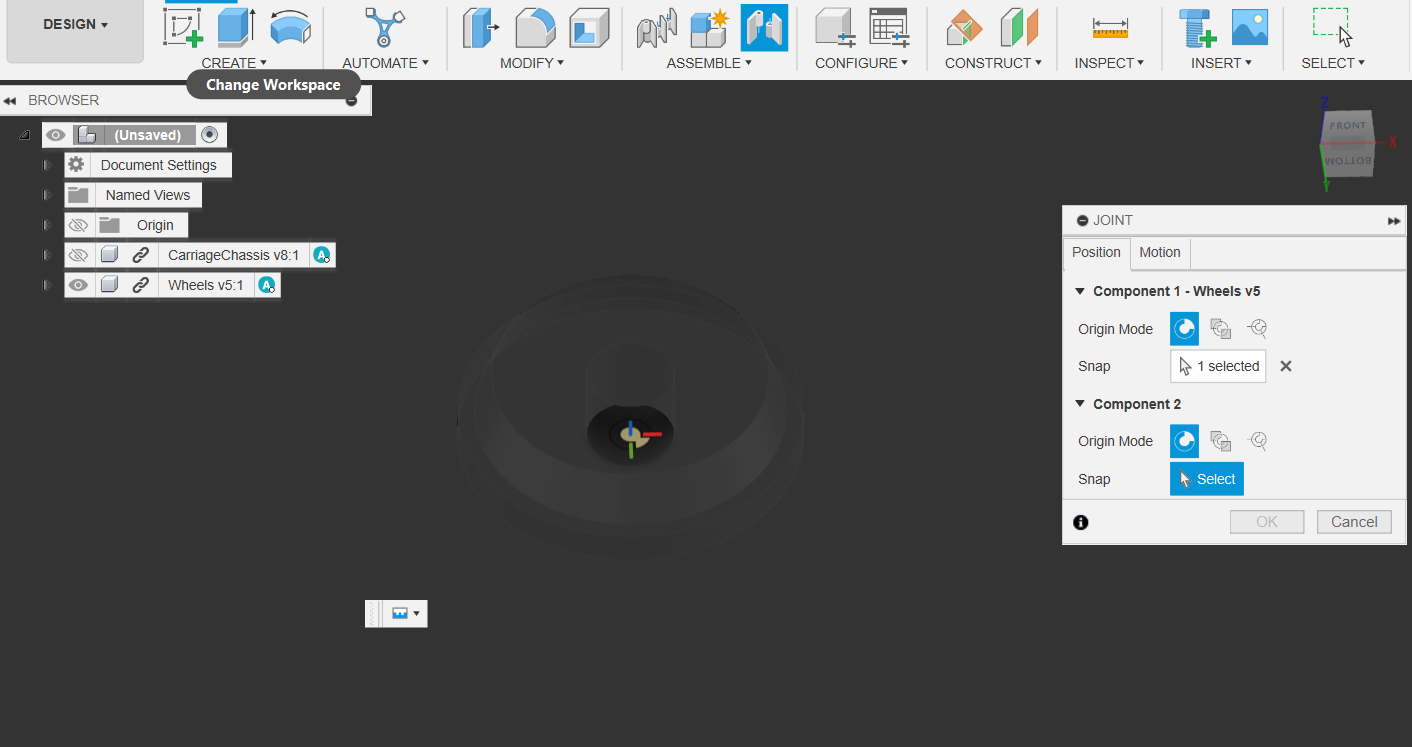 DESIGN
CREATE
AUTOMATE
MODIFY
ASSEMBLE
CONFIGURE
CONSTRUCT
INSPECT
INSERT
SELECT
Change Workspace
BROWSER
(Unsaved)
Document Settings
Named Views
Origin
CarriageChassis v8:1
A
Wheels v5:1
A
Z
FRONT
X
BOTTOM
Y
JOINT
Position Motion
Component 1 - Wheels v5
Origin Mode
Snap 1 selected
Component 2
Origin Mode
Snap Select
OK Cancel